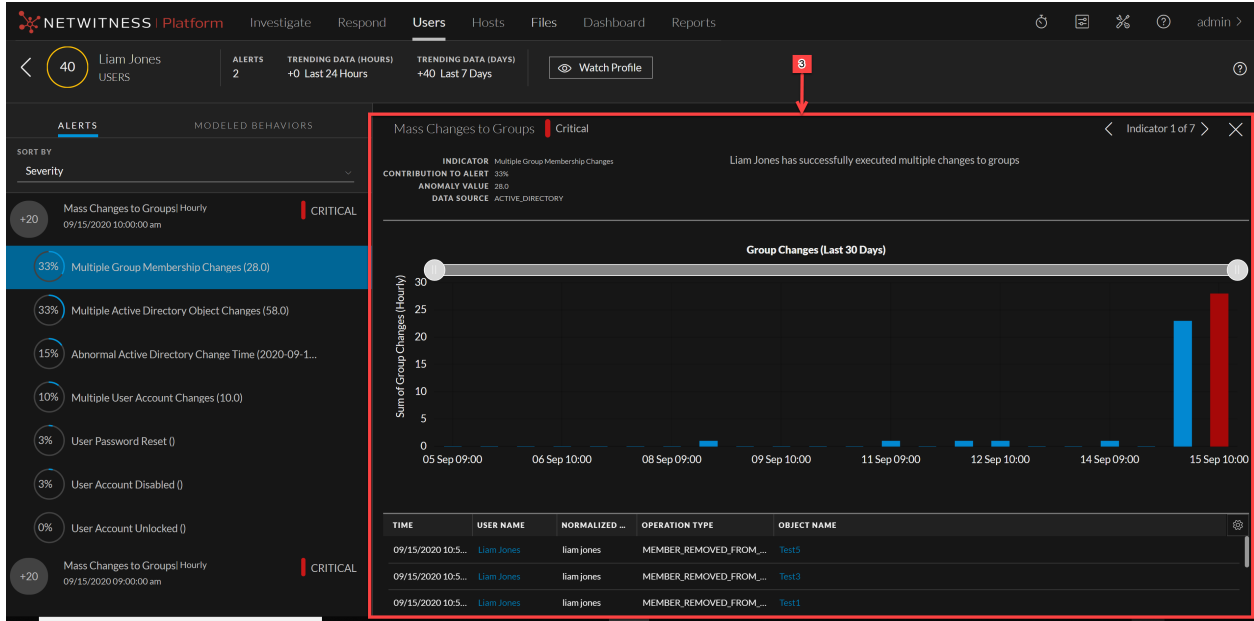 NETWITNESS | Platform Investigate Respond Users Hosts Files Dashboard Reports admin >
40 Liam Jones
USERS
ALERTS
2
TRENDING DATA (HOURS)
+0 Last 24 Hours
TRENDING DATA (DAYS)
+40 Last 7 Days
Watch Profile
3
ALERTS MODELED BEHAVIORS
SORT BY
Severity
+20 Mass Changes to Groups| Hourly CRITICAL
09/15/2020 10:00:00 am
33% Multiple Group Membership Changes (28.0)
33% Multiple Active Directory Object Changes (58.0)
15% Abnormal Active Directory Change Time (2020-09-1...
10% Multiple User Account Changes (10.0)
3% User Password Reset ()
3% User Account Disabled ()
0% User Account Unlocked ()
+20 Mass Changes to Groups| Hourly CRITICAL
09/15/2020 09:00:00 am
Mass Changes to Groups Critical Indicator 1 of 7
INDICATOR Multiple Group Membership Changes
CONTRIBUTION TO ALERT 33%
ANOMALY VALUE 28.0
DATA SOURCE ACTIVE_DIRECTORY
Liam Jones has successfully executed multiple changes to groups
Group Changes (Last 30 Days)
Sum of Group Changes (Hourly)
30
25
20
15
10
5
0
05 Sep 09:00 06 Sep 10:00 08 Sep 09:00 09 Sep 10:00 11 Sep 09:00 12 Sep 10:00 14 Sep 09:00 15 Sep 10:00
TIME USER NAME NORMALIZED ... OPERATION TYPE OBJECT NAME
09/15/2020 10:5... Liam Jones liam jones MEMBER_REMOVED_FROM_... Test5
09/15/2020 10:5... Liam Jones liam jones MEMBER_REMOVED_FROM_... Test3
09/15/2020 10:5... Liam Jones liam jones MEMBER_REMOVED_FROM_... Test1